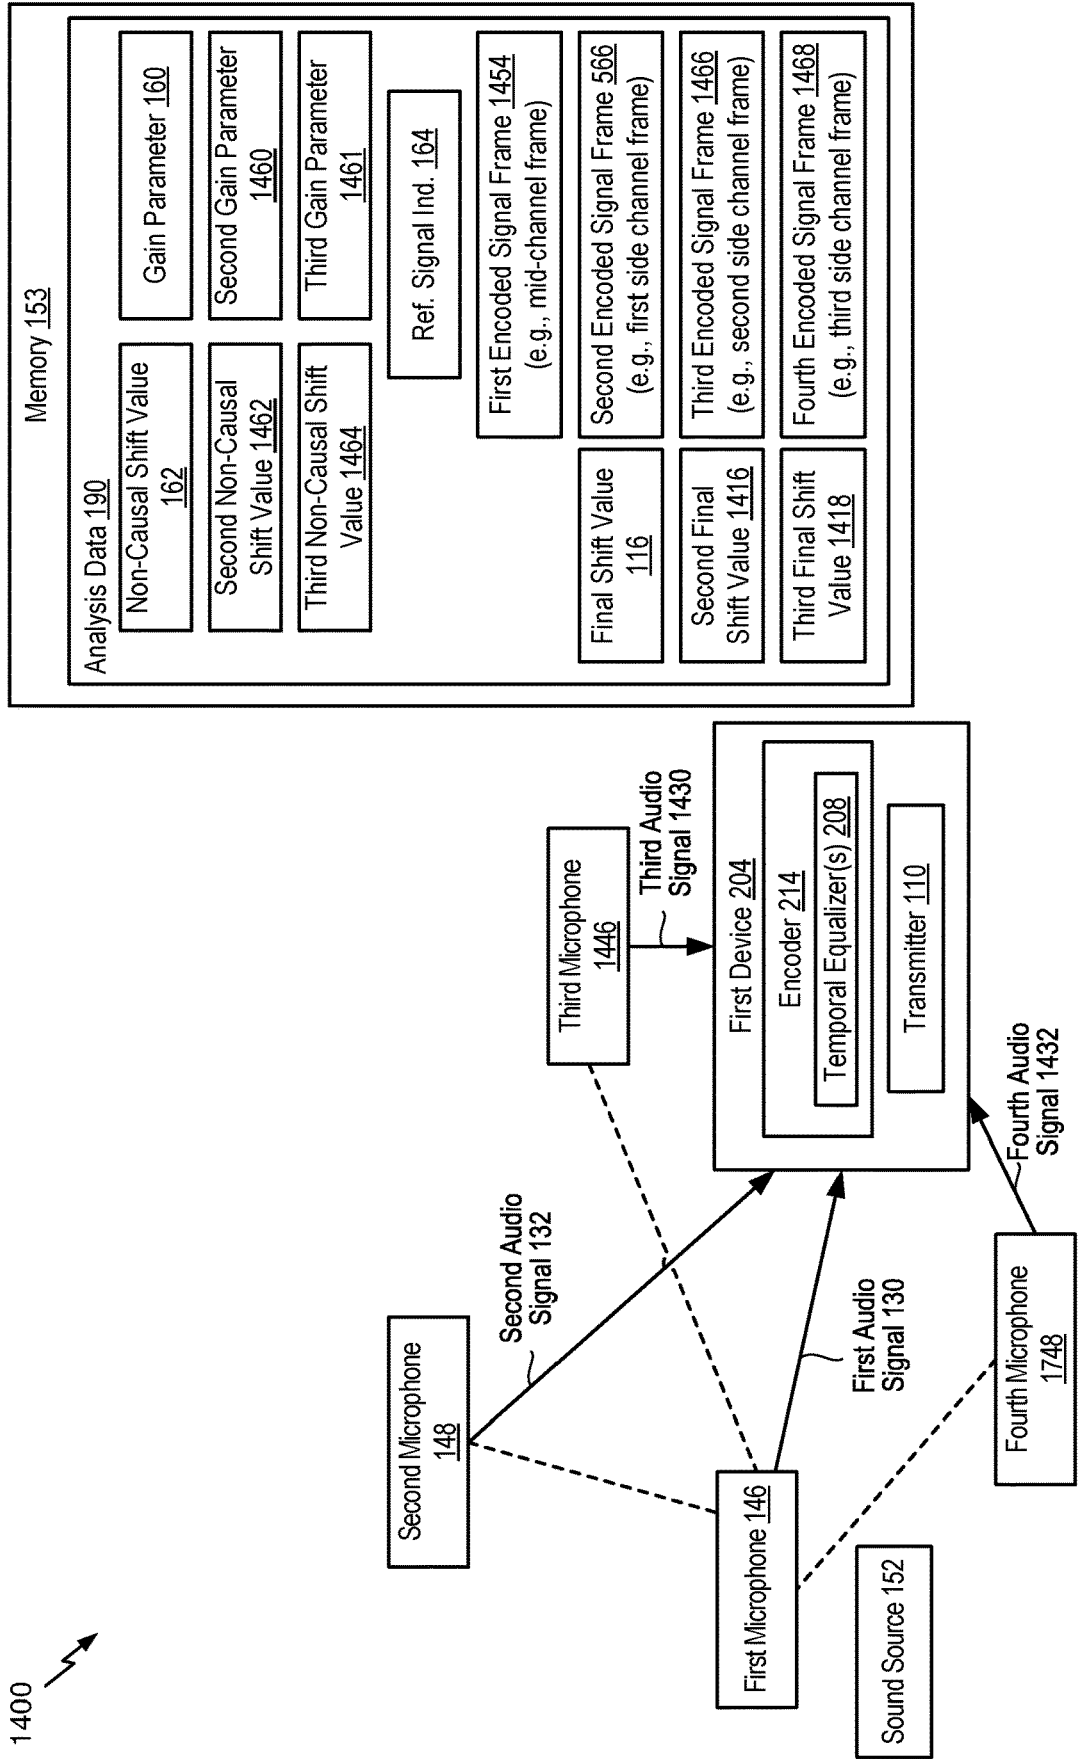 1400
Memory 153
Analysis Data 190
Non-Causal Shift Value
162
Gain Parameter 160
Second Non-Causal
Shift Value 1462
Second Gain Parameter
1460
Third Non-Causal Shift
Value 1464
Third Gain Parameter
1461
Ref. Signal Ind. 164
First Encoded Signal Frame 1454
(e.g., mid-channel frame)
Final Shift Value
116
Second Encoded Signal Frame 566
(e.g., first side channel frame)
Second Final
Shift Value 1416
Third Encoded Signal Frame 1466
(e.g., second side channel frame)
Third Final Shift
Value 1418
Fourth Encoded Signal Frame 1468
(e.g., third side channel frame)
Second Microphone
148
Second Audio
Signal 132
Third Microphone
1446
Third Audio
Signal 1430
First Microphone 146
First Audio
Signal 130
First Device 204
Encoder 214
Temporal Equalizer(s) 208
Transmitter 110
Sound Source 152
Fourth Microphone
1748
Fourth Audio
Signal 1432